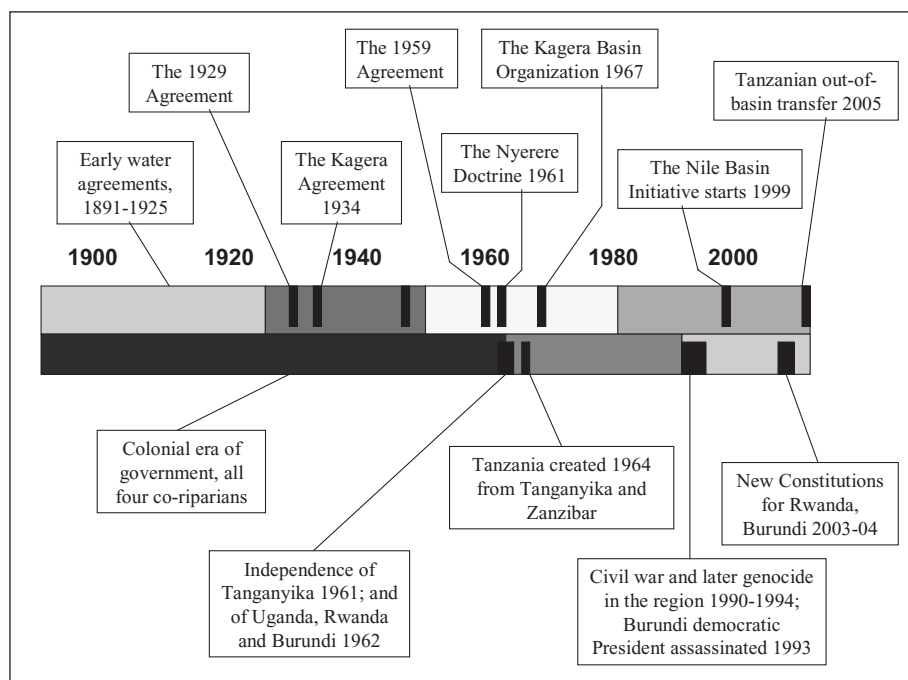 The 1929
Agreement
The 1959
Agreement
The Kagera Basin
Organization 1967
Tanzanian out-of-
basin transfer 2005
Early water
agreements,
1891-1925
The Kagera
Agreement
1934
The Nyerere
Doctrine 1961
The Nile Basin
Initiative starts 1999
1900 1920 1940 1960 1980 2000
Colonial era of
government, all
four co-riparians
Tanzania created 1964
from Tanganyika and
Zanzibar
New Constitutions
for Rwanda,
Burundi 2003-04
Independence of
Tanganyika 1961; and
of Uganda, Rwanda
and Burundi 1962
Civil war and later genocide
in the region 1990-1994;
Burundi democratic
President assassinated 1993